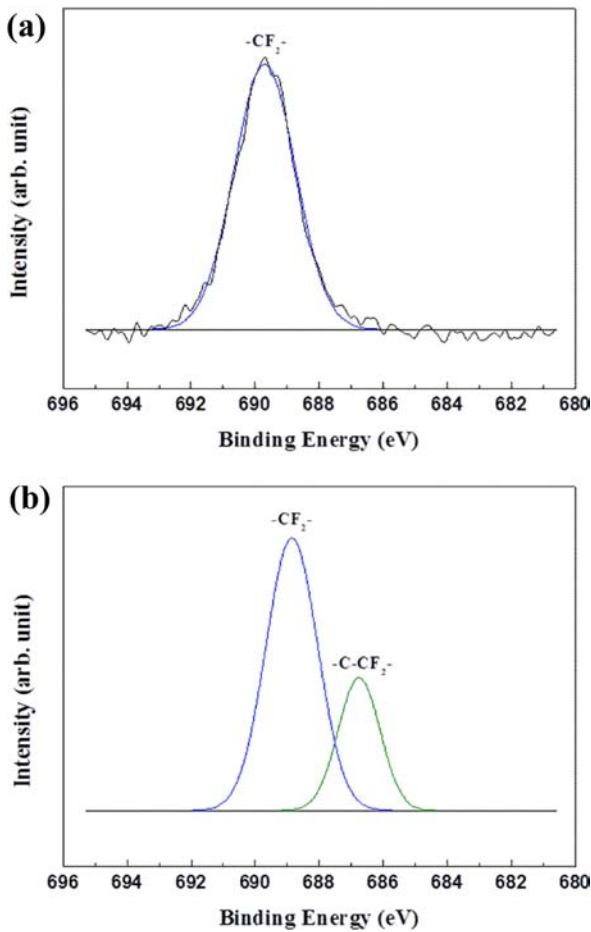 (a)
-CF₂-
Intensity (arb. unit)
696 694 692 690 688 686 684 682 680
Binding Energy (eV)
(b)
-CF₂-
-C-CF₂-
Intensity (arb. unit)
696 694 692 690 688 686 684 682 680
Binding Energy (eV)